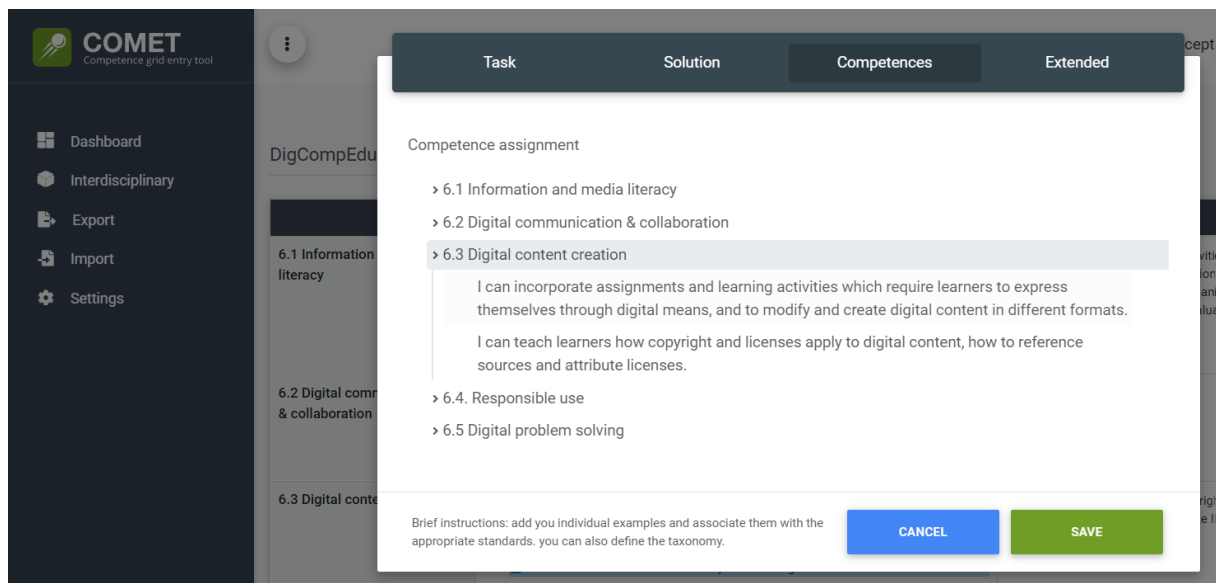 COMET
Competence grid entry tool
cept
Task
Solution
Competences
Extended
Dashboard
Interdisciplinary
Export
Import
Settings
DigCompEdu
6.1 Information
literacy
6.2 Digital comm
& collaboration
6.3 Digital conte
Competence assignment
6.1 Information and media literacy
6.2 Digital communication & collaboration
6.3 Digital content creation
I can incorporate assignments and learning activities which require learners to express
themselves through digital means, and to modify and create digital content in different formats.
I can teach learners how copyright and licenses apply to digital content, how to reference
sources and attribute licenses.
6.4. Responsible use
6.5 Digital problem solving
Brief instructions: add you individual examples and associate them with the
appropriate standards. you can also define the taxonomy.
CANCEL
SAVE